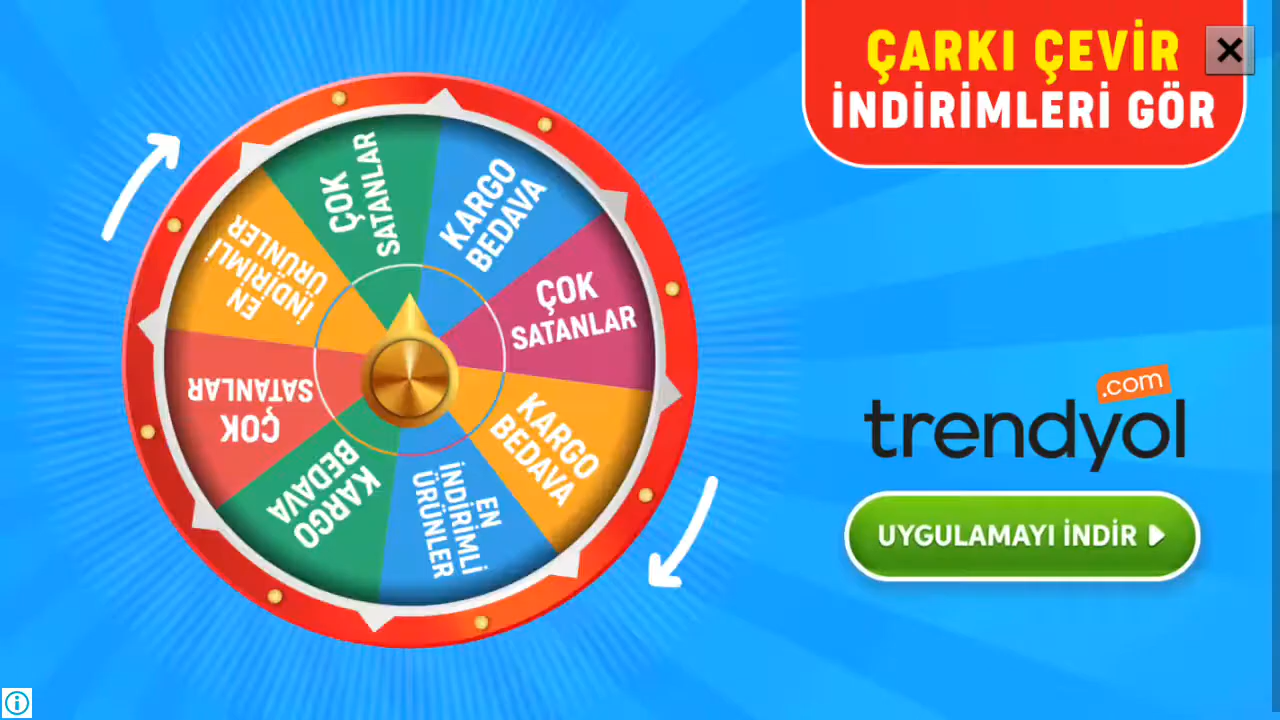 ÇARKI ÇEVİR
İNDİRİMLERİ GÖR
ÇOK
SATANLAR
KARGO
BEDAVA
ÇOK
SATANLAR
KARGO
BEDAVA
EN
İNDİRİMLİ
ÜRÜNLER
KARGO
BEDAVA
ÇOK
SATANLAR
EN
İNDİRİMLİ
ÜRÜNLER
.com
trendyol
UYGULAMAYI İNDİR